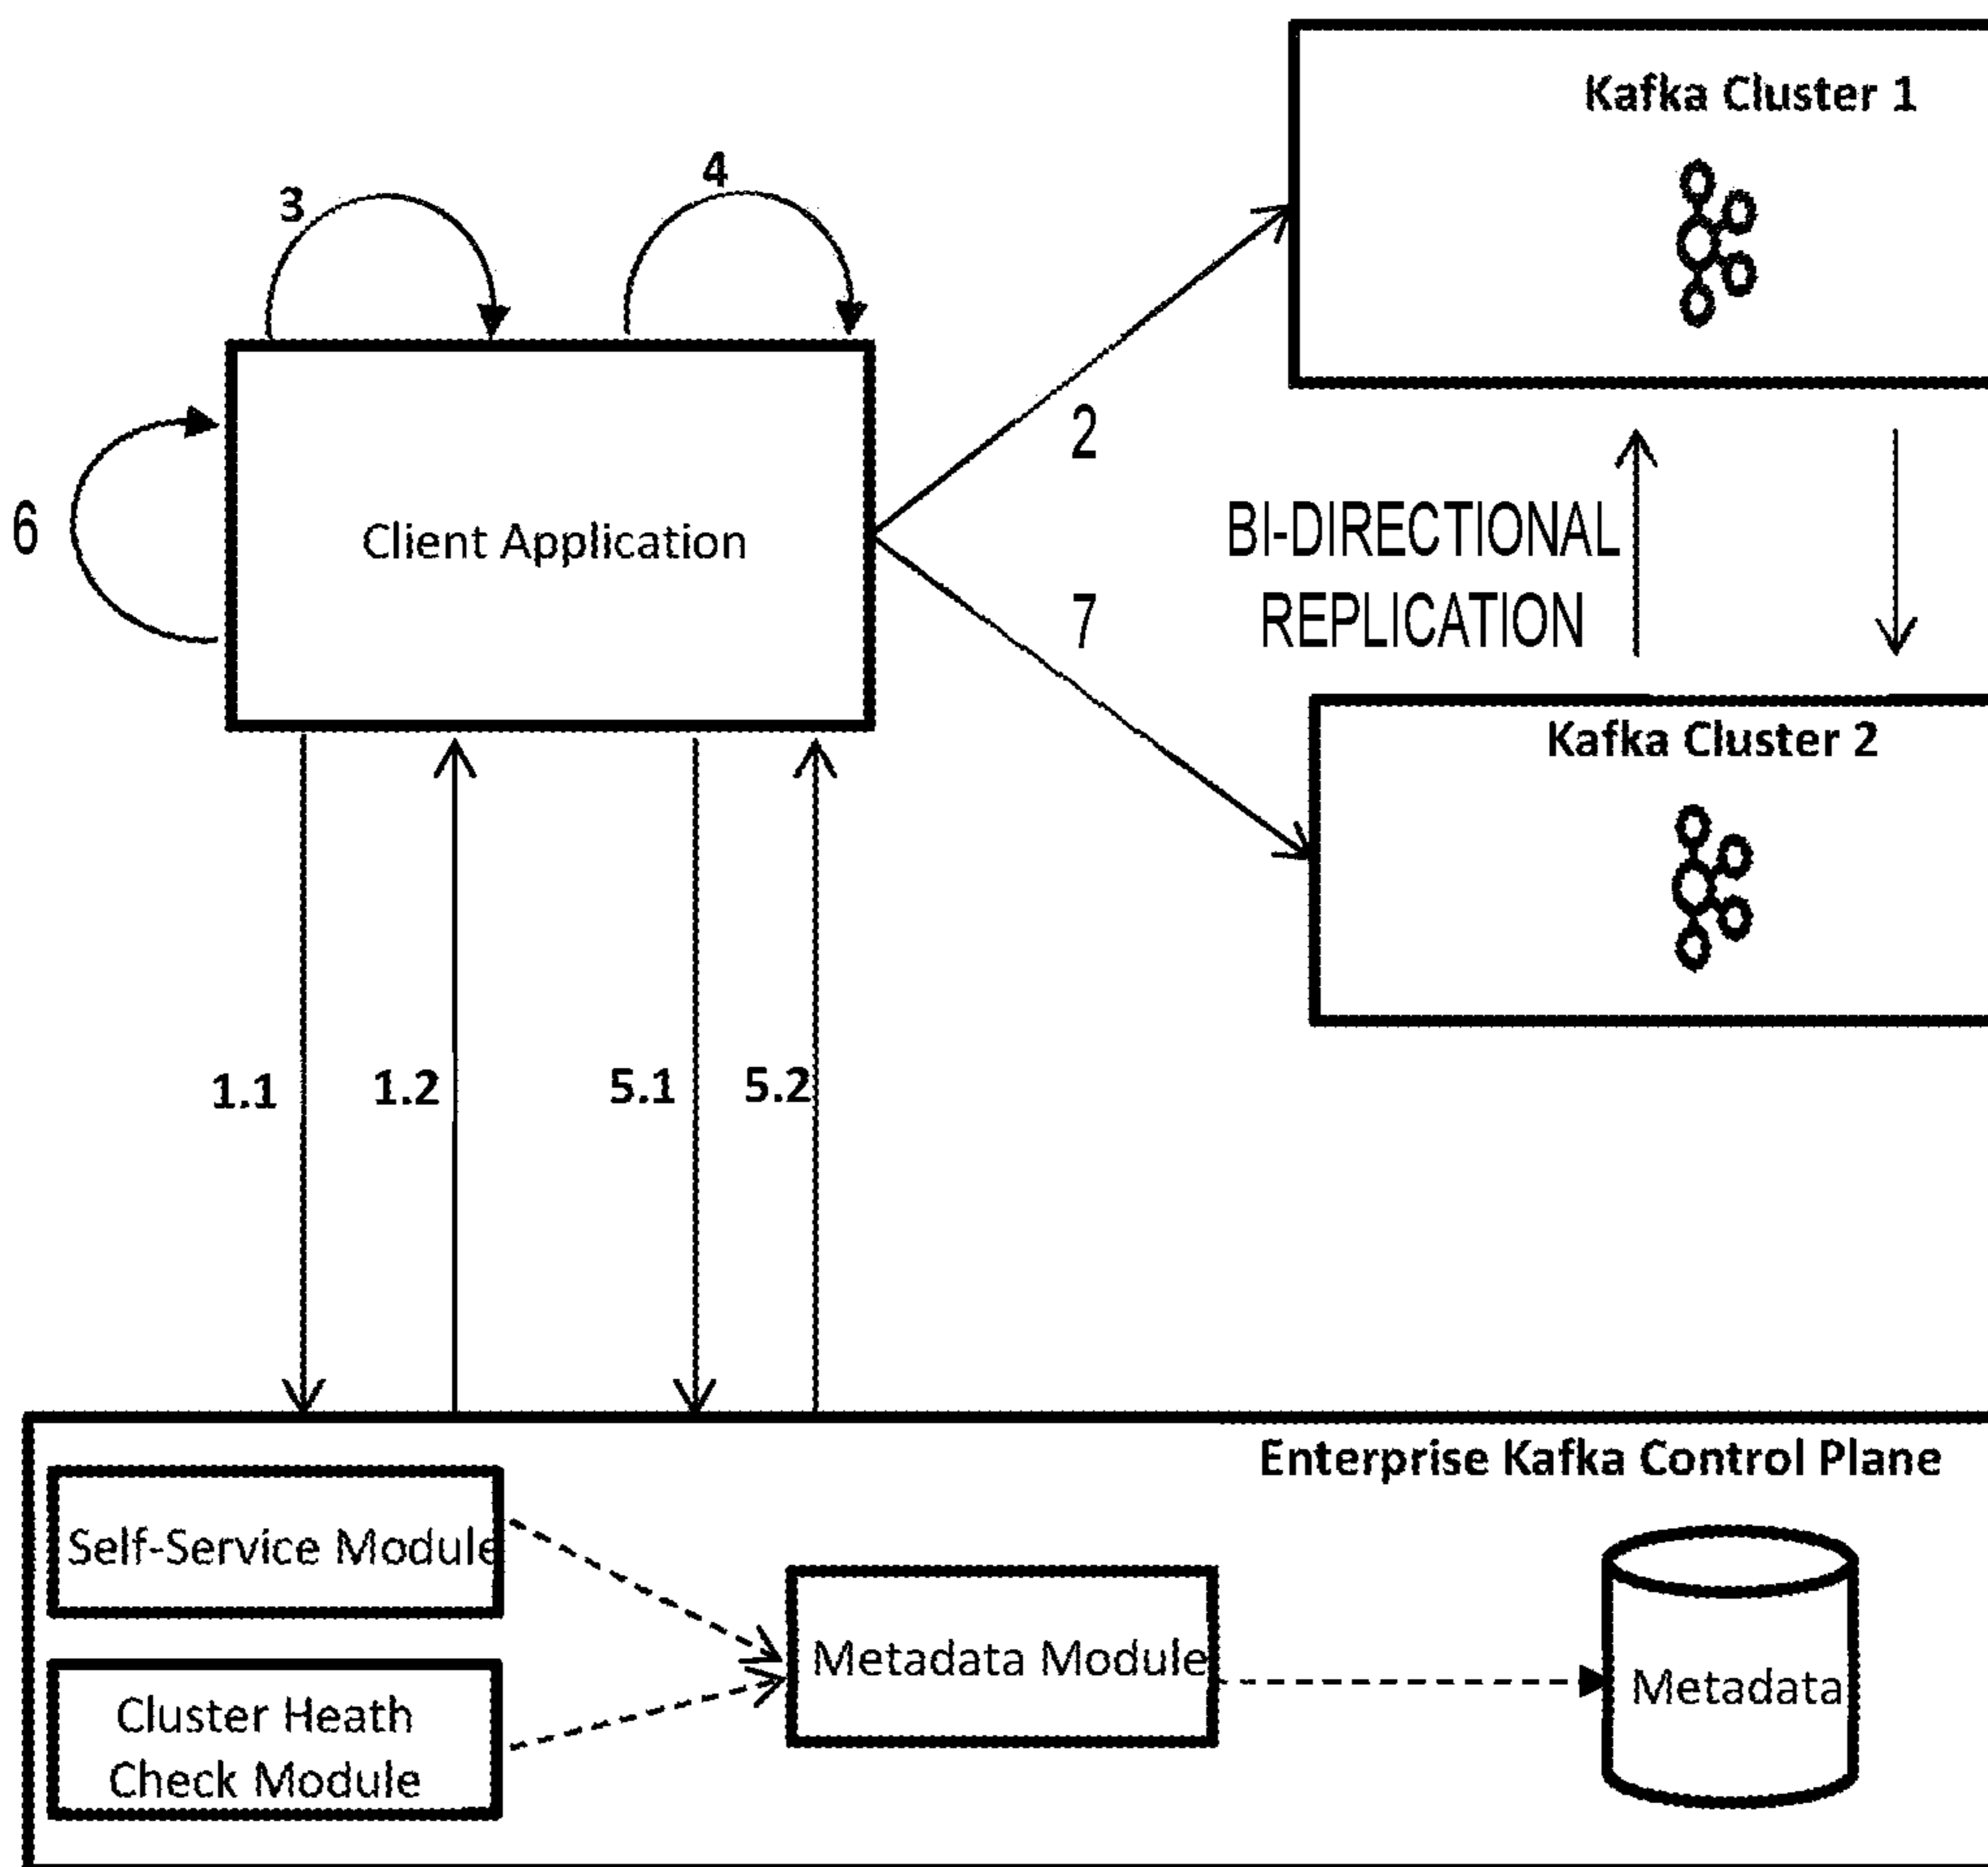 Kafka Cluster 1
3
4
2
6
Client Application
BI-DIRECTIONAL
REPLICATION
7
Kafka Cluster 2
1.1
1.2
5.1
5.2
Enterprise Kafka Control Plane
Self-Service Module
Metadata Module
Metadata
Cluster Heath
Check Module